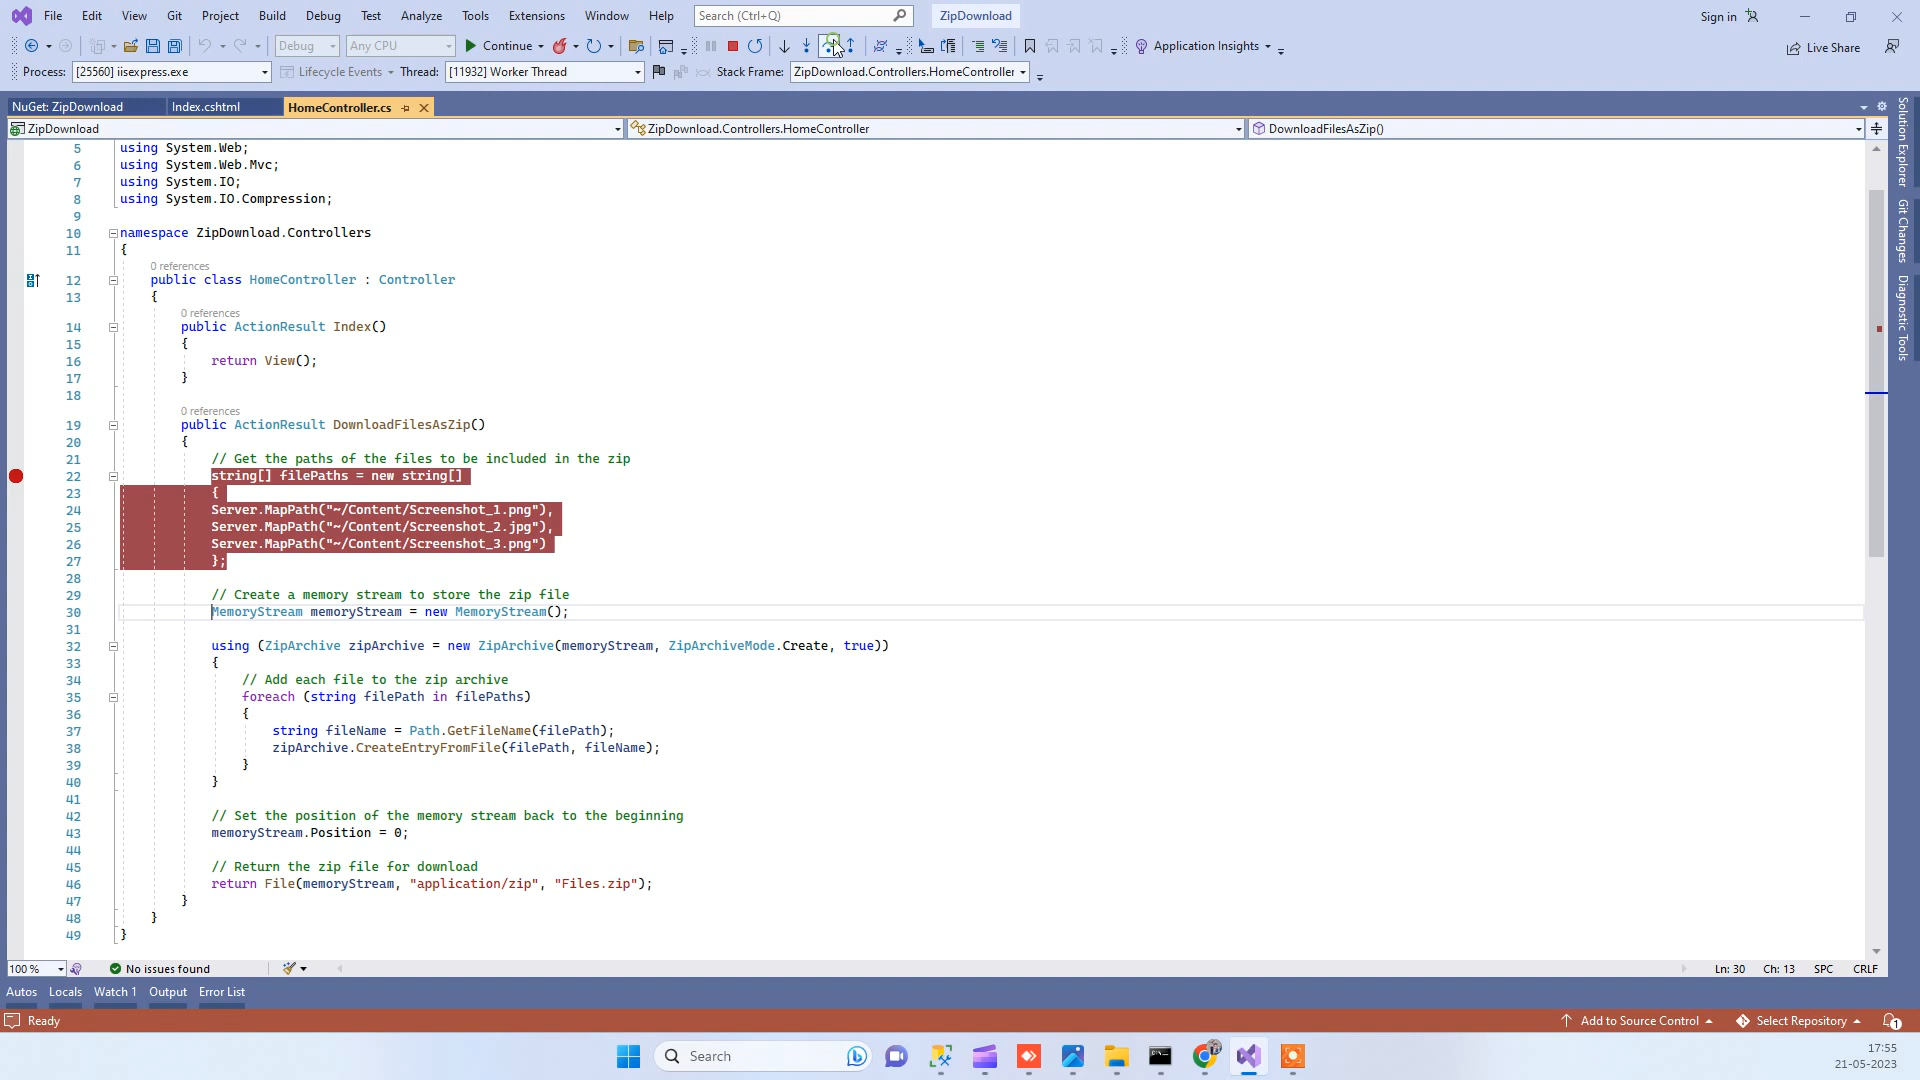 File Edit View Git Project Build Debug Test Analyze Tools Extensions Window Help Search (Ctrl+Q) ZipDownload Sign in
Debug Any CPU Continue Application Insights Live Share
Process: [25560] iisexpress.exe Lifecycle Events Thread: [11932] Worker Thread Stack Frame: ZipDownload.Controllers.HomeController
NuGet: ZipDownload Index.cshtml HomeController.cs
ZipDownload ZipDownload.Controllers.HomeController DownloadFilesAsZip()
5 using System.Web;
6 using System.Web.Mvc;
7 using System.IO;
8 using System.IO.Compression;
9
10 namespace ZipDownload.Controllers
11 {
0 references
12 public class HomeController : Controller
13 {
0 references
14 public ActionResult Index()
15 {
16 return View();
17 }
18
0 references
19 public ActionResult DownloadFilesAsZip()
20 {
21 // Get the paths of the files to be included in the zip
22 string[] filePaths = new string[]
23 {
24 Server.MapPath("~/Content/Screenshot_1.png"),
25 Server.MapPath("~/Content/Screenshot_2.jpg"),
26 Server.MapPath("~/Content/Screenshot_3.png")
27 };
28
29 // Create a memory stream to store the zip file
30 MemoryStream memoryStream = new MemoryStream();
31
32 using (ZipArchive zipArchive = new ZipArchive(memoryStream, ZipArchiveMode.Create, true))
33 {
34 // Add each file to the zip archive
35 foreach (string filePath in filePaths)
36 {
37 string fileName = Path.GetFileName(filePath);
38 zipArchive.CreateEntryFromFile(filePath, fileName);
39 }
40 }
41
42 // Set the position of the memory stream back to the beginning
43 memoryStream.Position = 0;
44
45 // Return the zip file for download
46 return File(memoryStream, "application/zip", "Files.zip");
47 }
48 }
49 }
Solution Explorer
Git Changes
Diagnostic Tools
100 % No issues found Ln: 30 Ch: 13 SPC CRLF
Autos Locals Watch 1 Output Error List
Ready Add to Source Control Select Repository 1
Search 17:55
21-05-2023